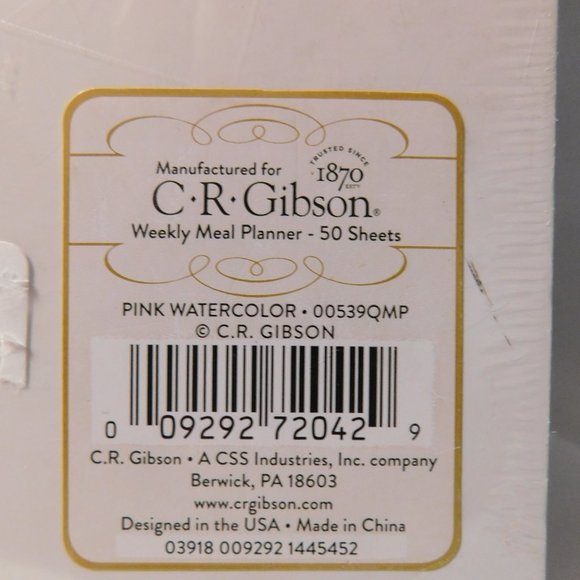 TRUSTED SINCE
Manufactured for 1870
C·R·Gibson®
Weekly Meal Planner - 50 Sheets
PINK WATERCOLOR • 00539QMP
© C.R. GIBSON
0 09292 72042 9
C.R. Gibson • A CSS Industries, Inc. company
Berwick, PA 18603
www.crgibson.com
Designed in the USA • Made in China
03918 009292 1445452